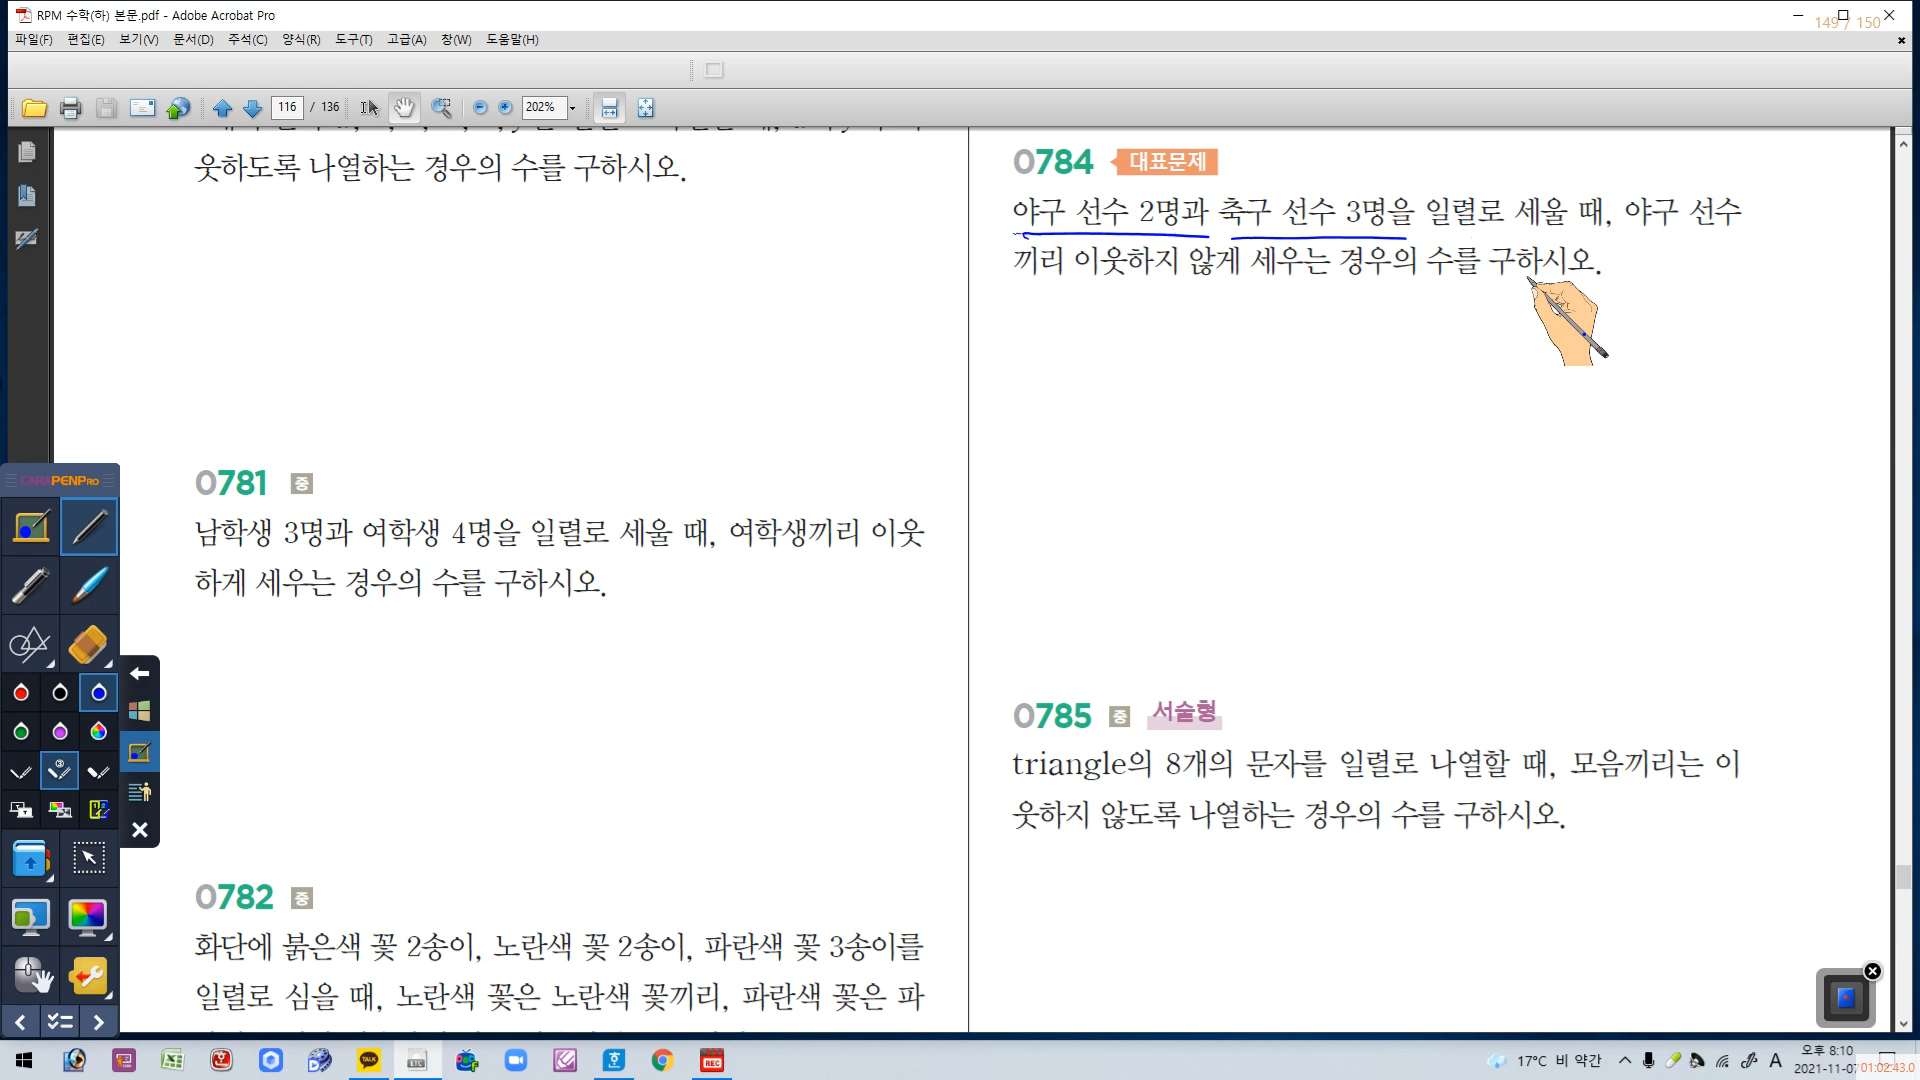 RPM 수학(하) 본문.pdf - Adobe Acrobat Pro
149 / 150
파일(F) 편집(E) 보기(V) 문서(D) 주석(C) 양식(R) 도구(T) 고급(A) 창(W) 도움말(H)
116 / 136 202%
웃하도록 나열하는 경우의 수를 구하시오.
0781 중
남학생 3명과 여학생 4명을 일렬로 세울 때, 여학생끼리 이웃
하게 세우는 경우의 수를 구하시오.
0782 중
화단에 붉은색 꽃 2송이, 노란색 꽃 2송이, 파란색 꽃 3송이를
일렬로 심을 때, 노란색 꽃은 노란색 꽃끼리, 파란색 꽃은 파
0784 대표문제
야구 선수 2명과 축구 선수 3명을 일렬로 세울 때, 야구 선수
끼리 이웃하지 않게 세우는 경우의 수를 구하시오.
0785 중 서술형
triangle의 8개의 문자를 일렬로 나열할 때, 모음끼리는 이
웃하지 않도록 나열하는 경우의 수를 구하시오.
CARAPENPRO
TALK
REC
17°C 비 약간
A
오후 8:10
2021-11-07
01:02:43.0